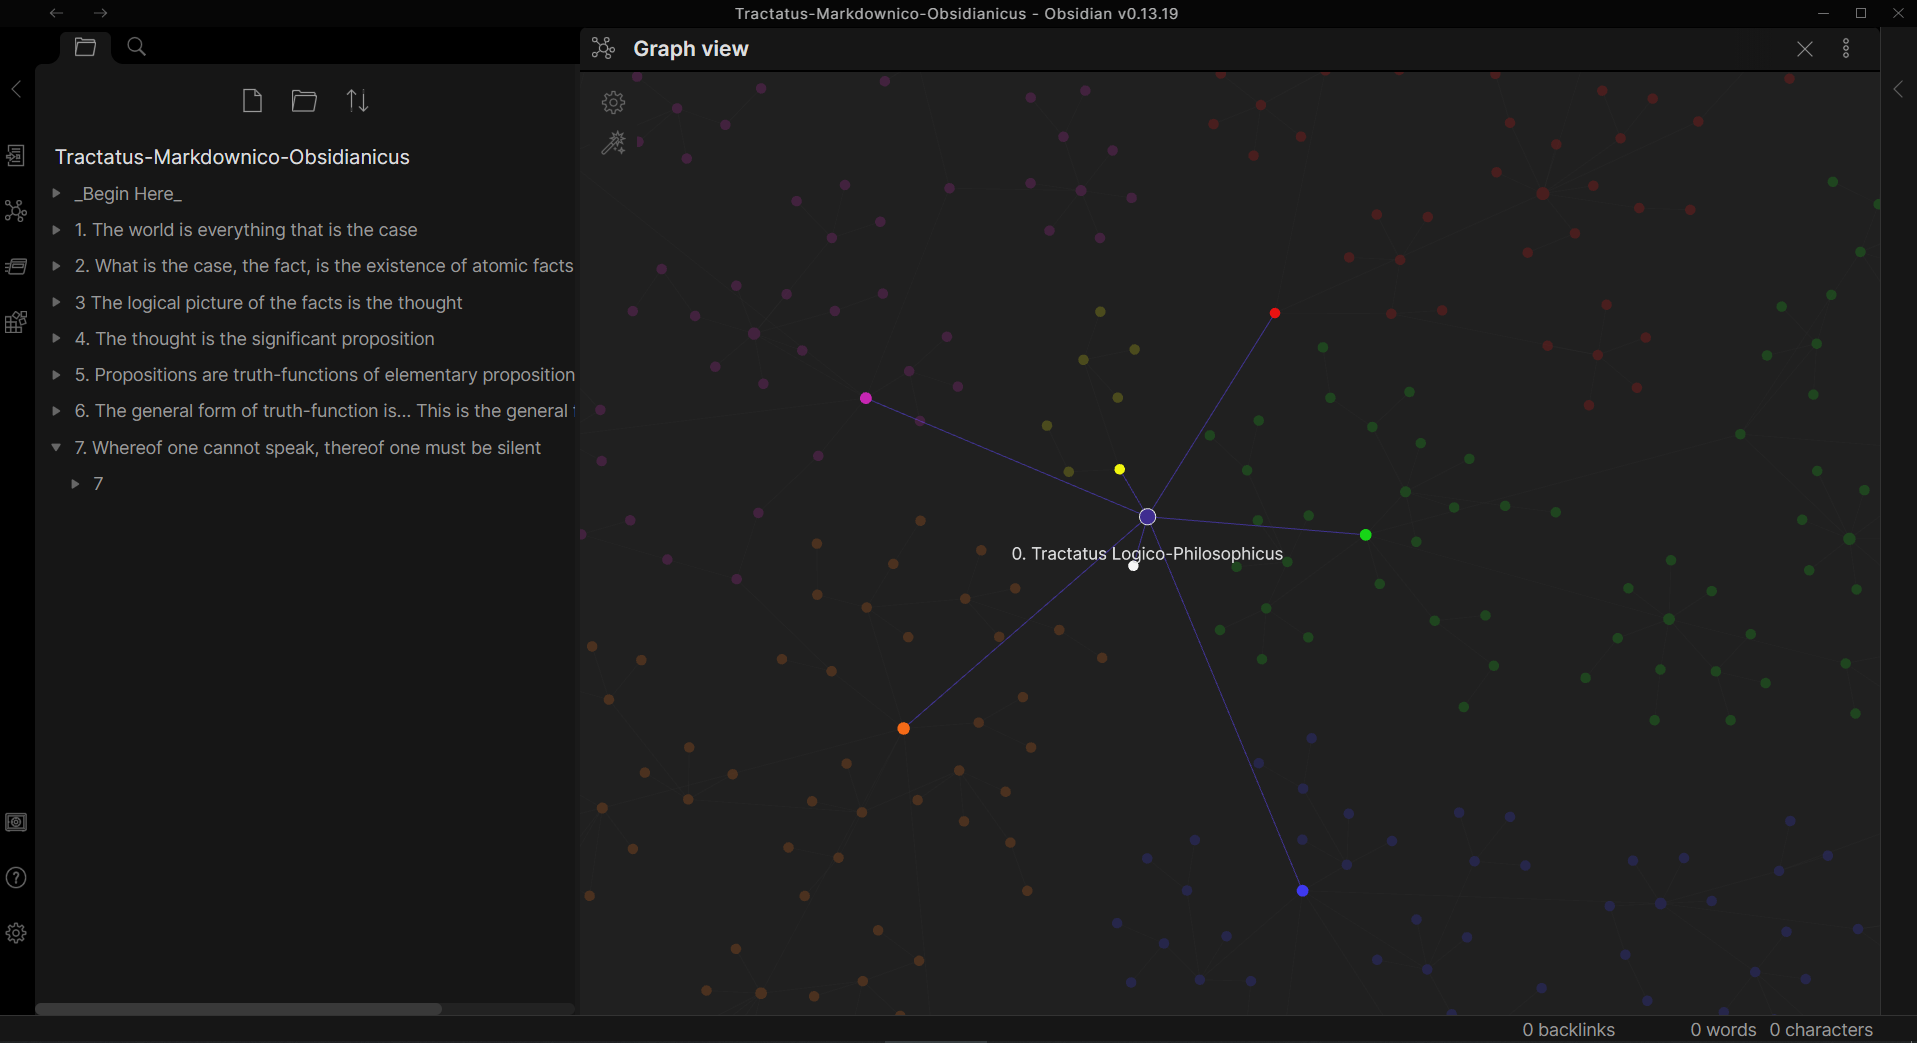 Tractatus-Markdownico-Obsidianicus - Obsidian v0.13.19
Graph view
Tractatus-Markdownico-Obsidianicus
_Begin Here_
1. The world is everything that is the case
2. What is the case, the fact, is the existence of atomic facts
3 The logical picture of the facts is the thought
4. The thought is the significant proposition
5. Propositions are truth-functions of elementary proposition
6. The general form of truth-function is... This is the general
7. Whereof one cannot speak, thereof one must be silent
7
0. Tractatus Logico-Philosophicus
0 backlinks
0 words
0 characters